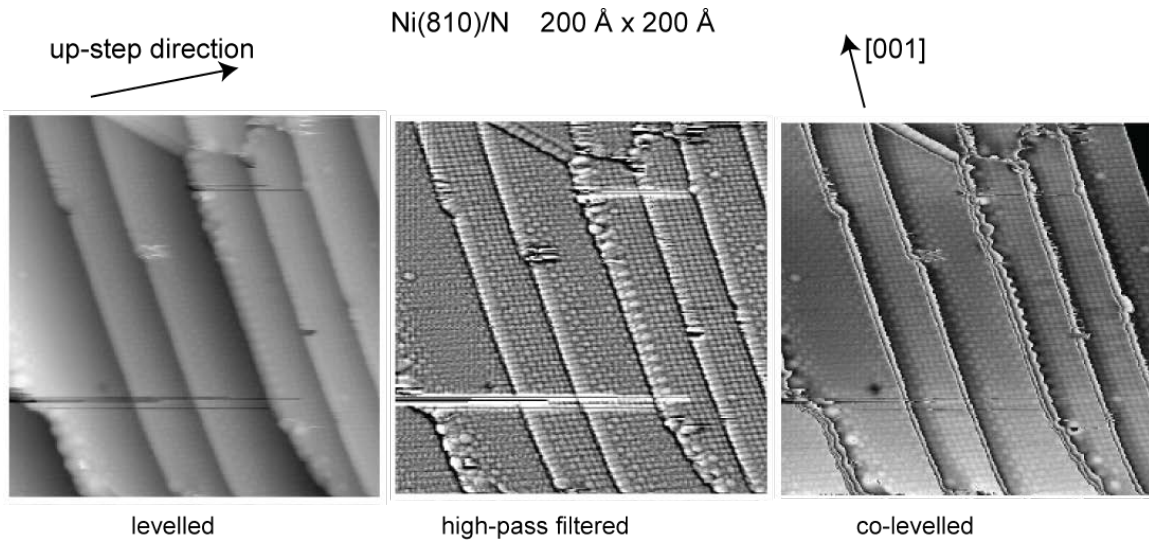 Ni(810)/N 200 Å x 200 Å
up-step direction
[001]
levelled
high-pass filtered
co-levelled